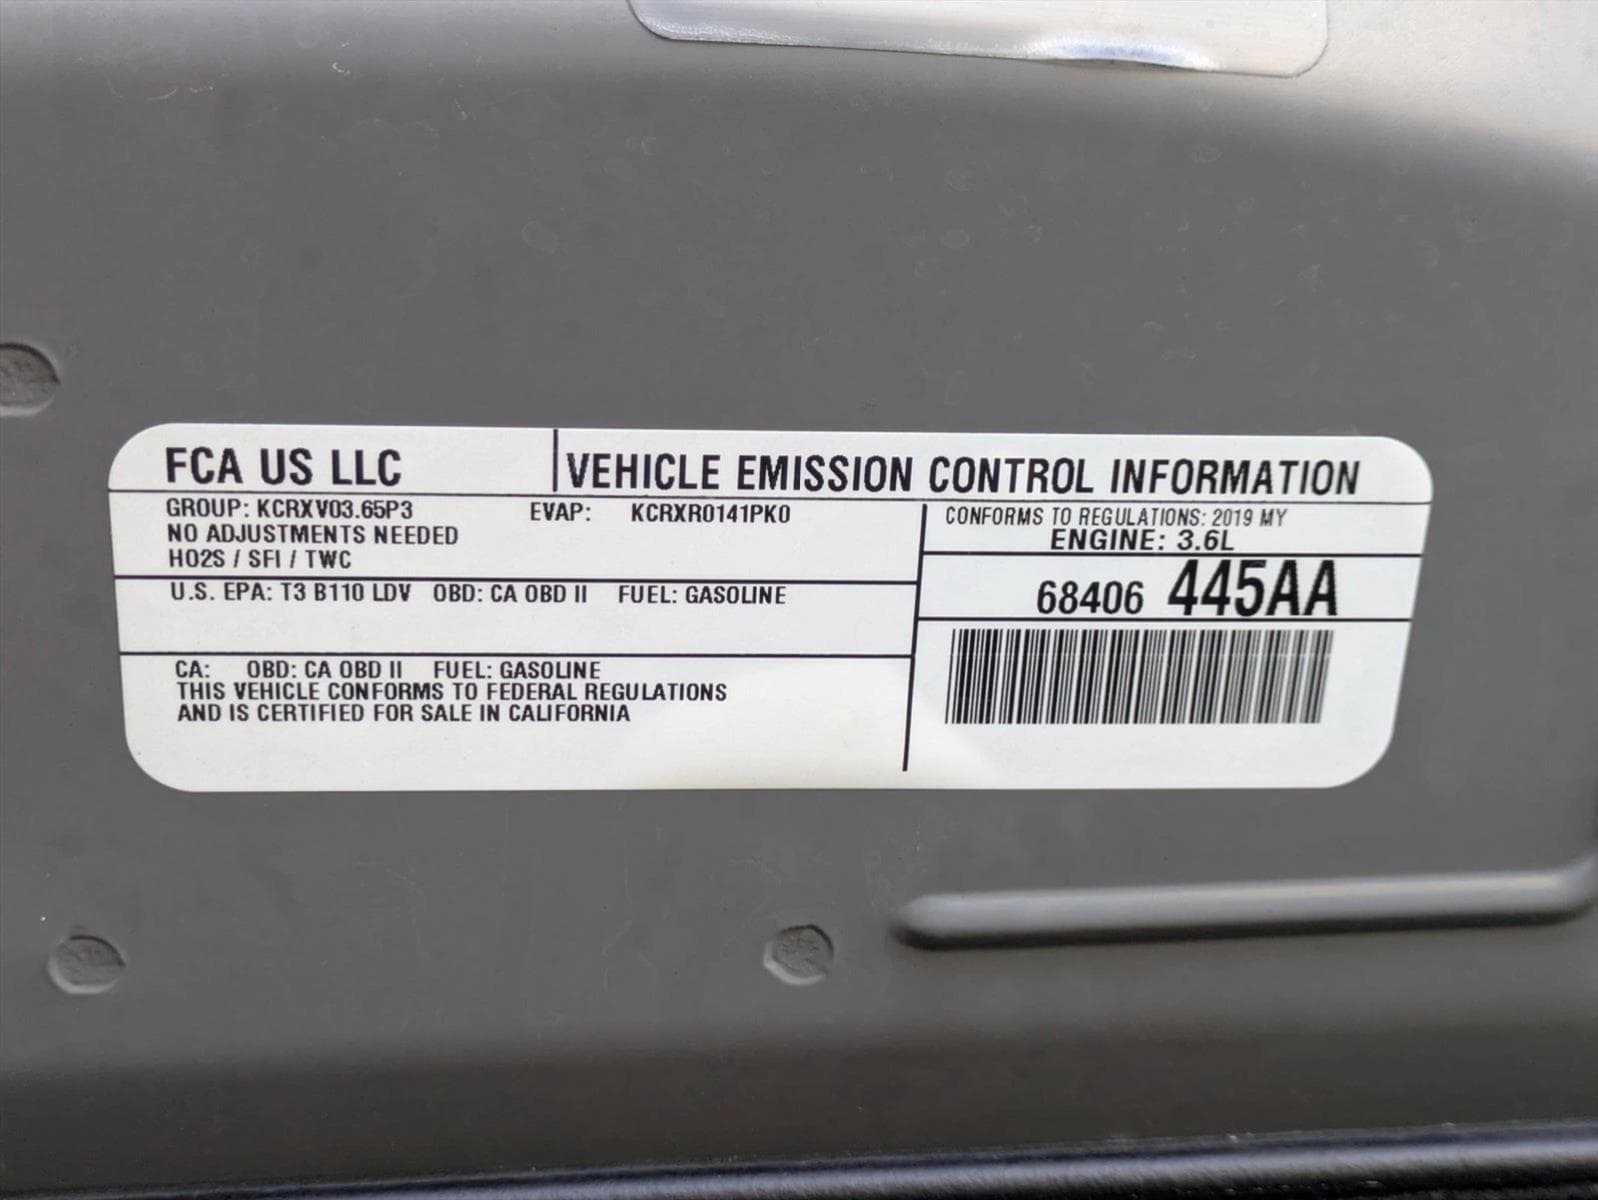 FCA US LLC
VEHICLE EMISSION CONTROL INFORMATION
GROUP: KCRXV03.65P3 EVAP: KCRXR0141PK0
NO ADJUSTMENTS NEEDED
HO2S / SFI / TWC
CONFORMS TO REGULATIONS: 2019 MY
ENGINE: 3.6L
68406 445AA
U.S. EPA: T3 B110 LDV OBD: CA OBD II FUEL: GASOLINE
CA: OBD: CA OBD II FUEL: GASOLINE
THIS VEHICLE CONFORMS TO FEDERAL REGULATIONS
AND IS CERTIFIED FOR SALE IN CALIFORNIA